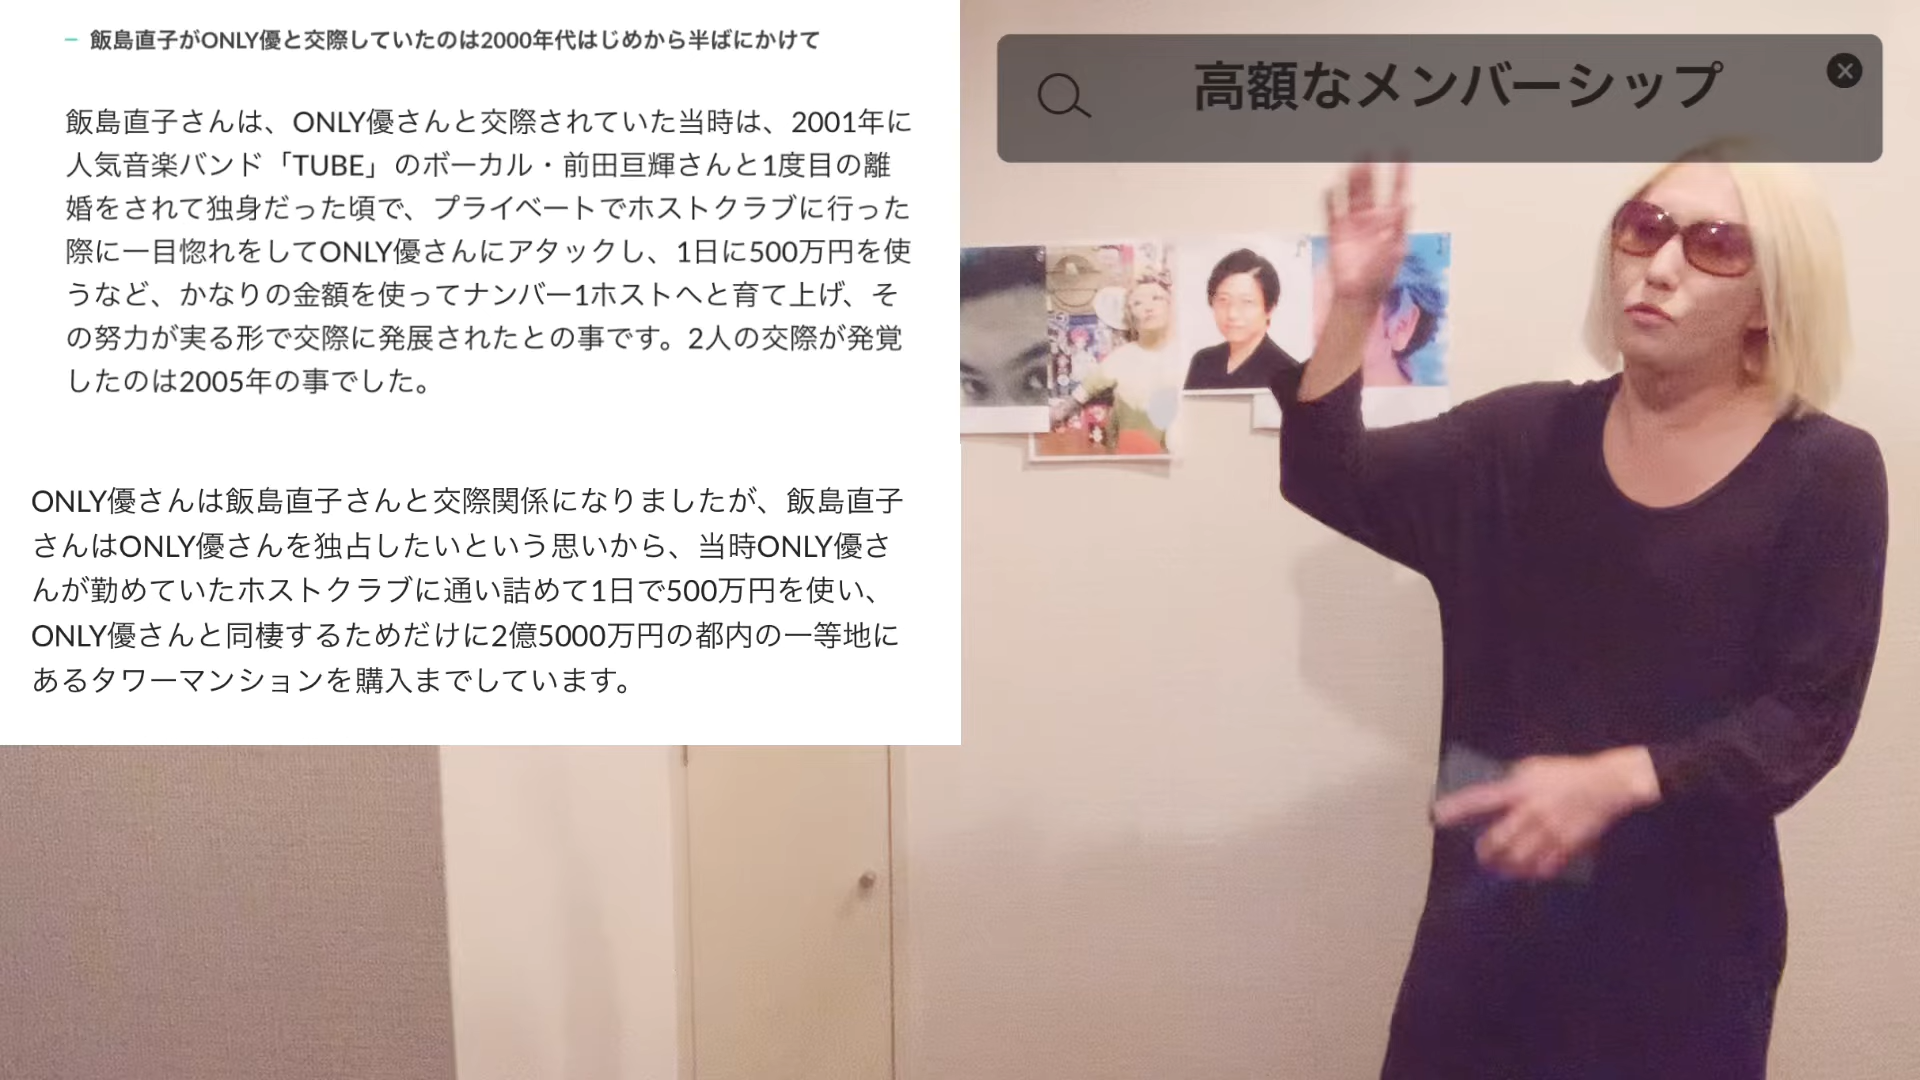 – 飯島直子がONLY優と交際していたのは2000年代はじめから半ばにかけて
飯島直子さんは、ONLY優さんと交際されていた当時は、2001年に
人気音楽バンド「TUBE」のボーカル・前田亘輝さんと1度目の離
婚をされて独身だった頃で、プライベートでホストクラブに行った
際に一目惚れをしてONLY優さんにアタックし、1日に500万円を使
うなど、かなりの金額を使ってナンバー1ホストへと育て上げ、そ
の努力が実る形で交際に発展されたとの事です。2人の交際が発覚
したのは2005年の事でした。
ONLY優さんは飯島直子さんと交際関係になりましたが、飯島直子
さんはONLY優さんを独占したいという思いから、当時ONLY優さ
んが勤めていたホストクラブに通い詰めて1日で500万円を使い、
ONLY優さんと同棲するためだけに2億5000万円の都内の一等地に
あるタワーマンションを購入までしています。
高額なメンバーシップ